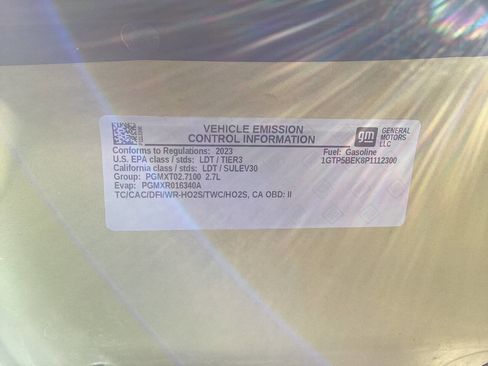 VEHICLE EMISSION
CONTROL INFORMATION
gm
GENERAL
MOTORS
LLC
Conforms to Regulations: 2023
Fuel: Gasoline
U.S. EPA class / stds: LDT / TIER3
1GTP5BEK8P1112300
California class / stds: LDT / SULEV30
Group: PGMXT02.7100 2.7L
Evap: PGMXR016340A
TC/CAC/DFI/WR-HO2S/TWC/HO2S, CA OBD: II